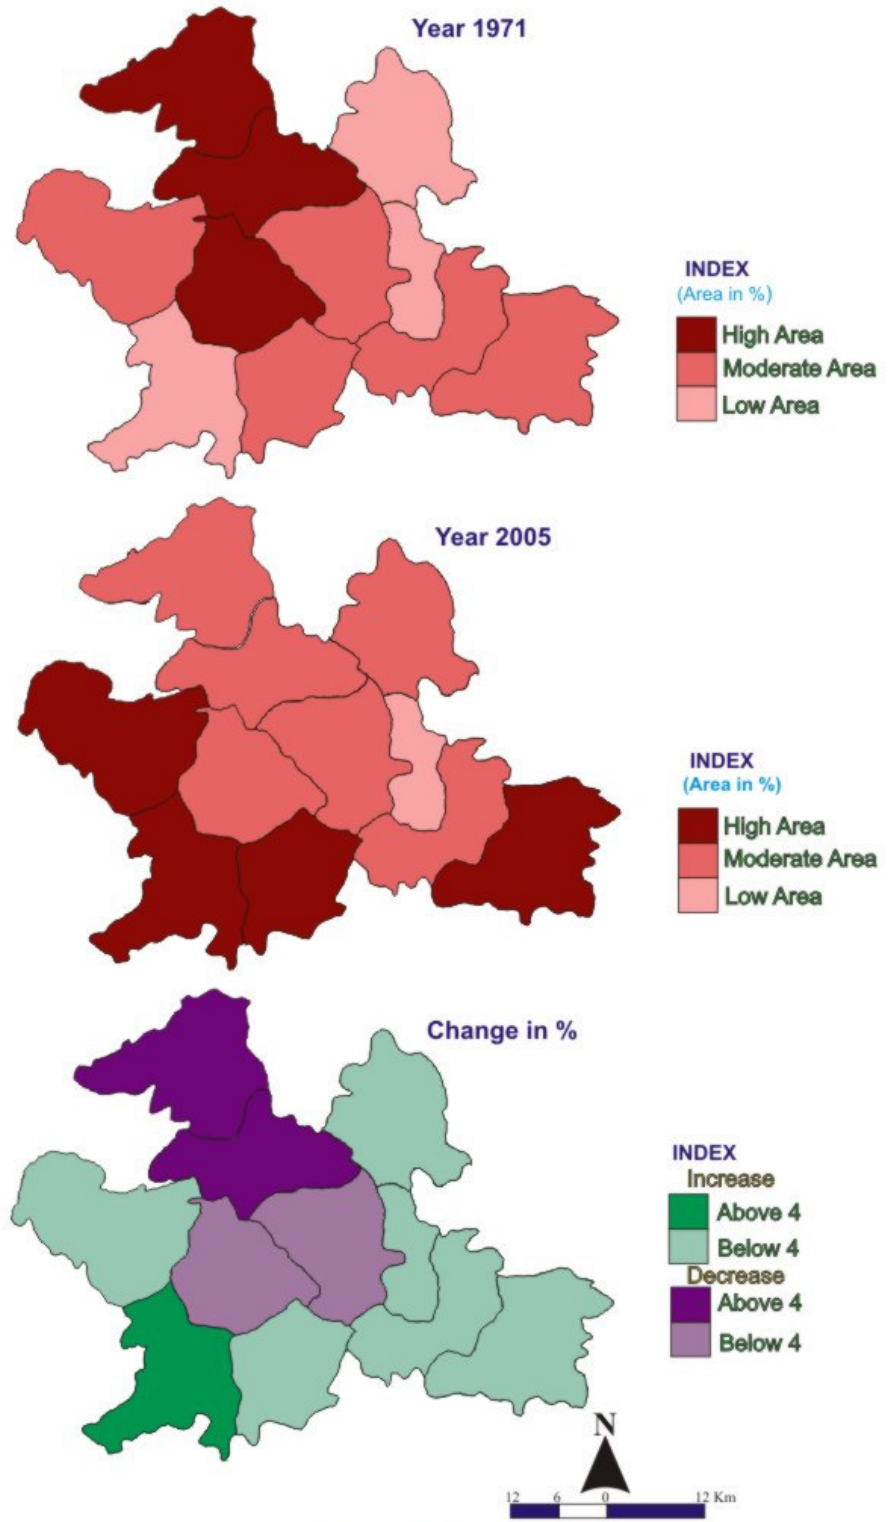 Year 1971
INDEX
(Area in %)
High Area
Moderate Area
Low Area
Year 2005
INDEX
(Area in %)
High Area
Moderate Area
Low Area
Change in %
INDEX
Increase
Above 4
Below 4
Decrease
Above 4
Below 4
N
12 6 0 12 Km